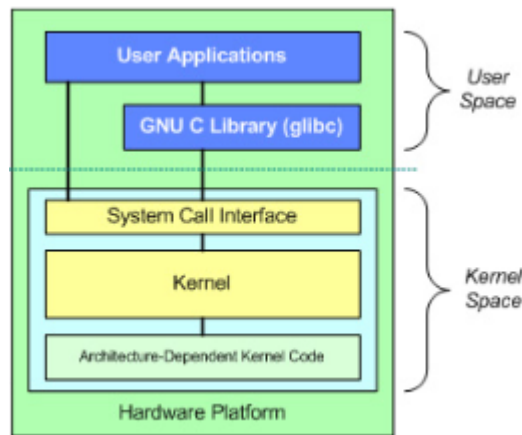 User Applications
User
Space
GNU C Library (glibc)
System Call Interface
Kernel
Kernel
Space
Architecture-Dependent Kernel Code
Hardware Platform